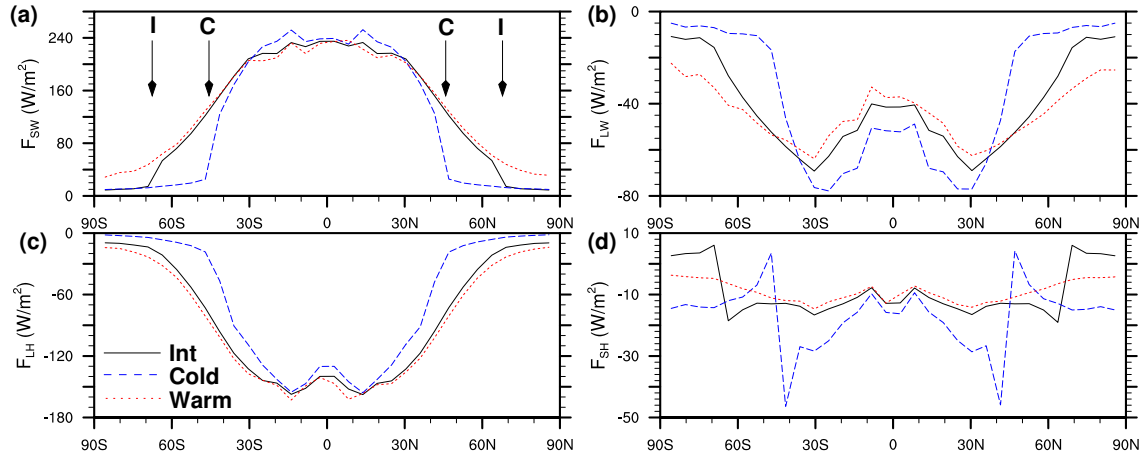 (a)
I
C
C
I
F_SW (W/m²)
240
160
80
0
90S
60S
30S
0
30N
60N
90N
(b)
F_LW (W/m²)
0
-40
-80
90S
60S
30S
0
30N
60N
90N
(c)
F_LH (W/m²)
0
-60
-120
-180
Int
Cold
Warm
90S
60S
30S
0
30N
60N
90N
(d)
F_SH (W/m²)
10
-10
-30
-50
90S
60S
30S
0
30N
60N
90N